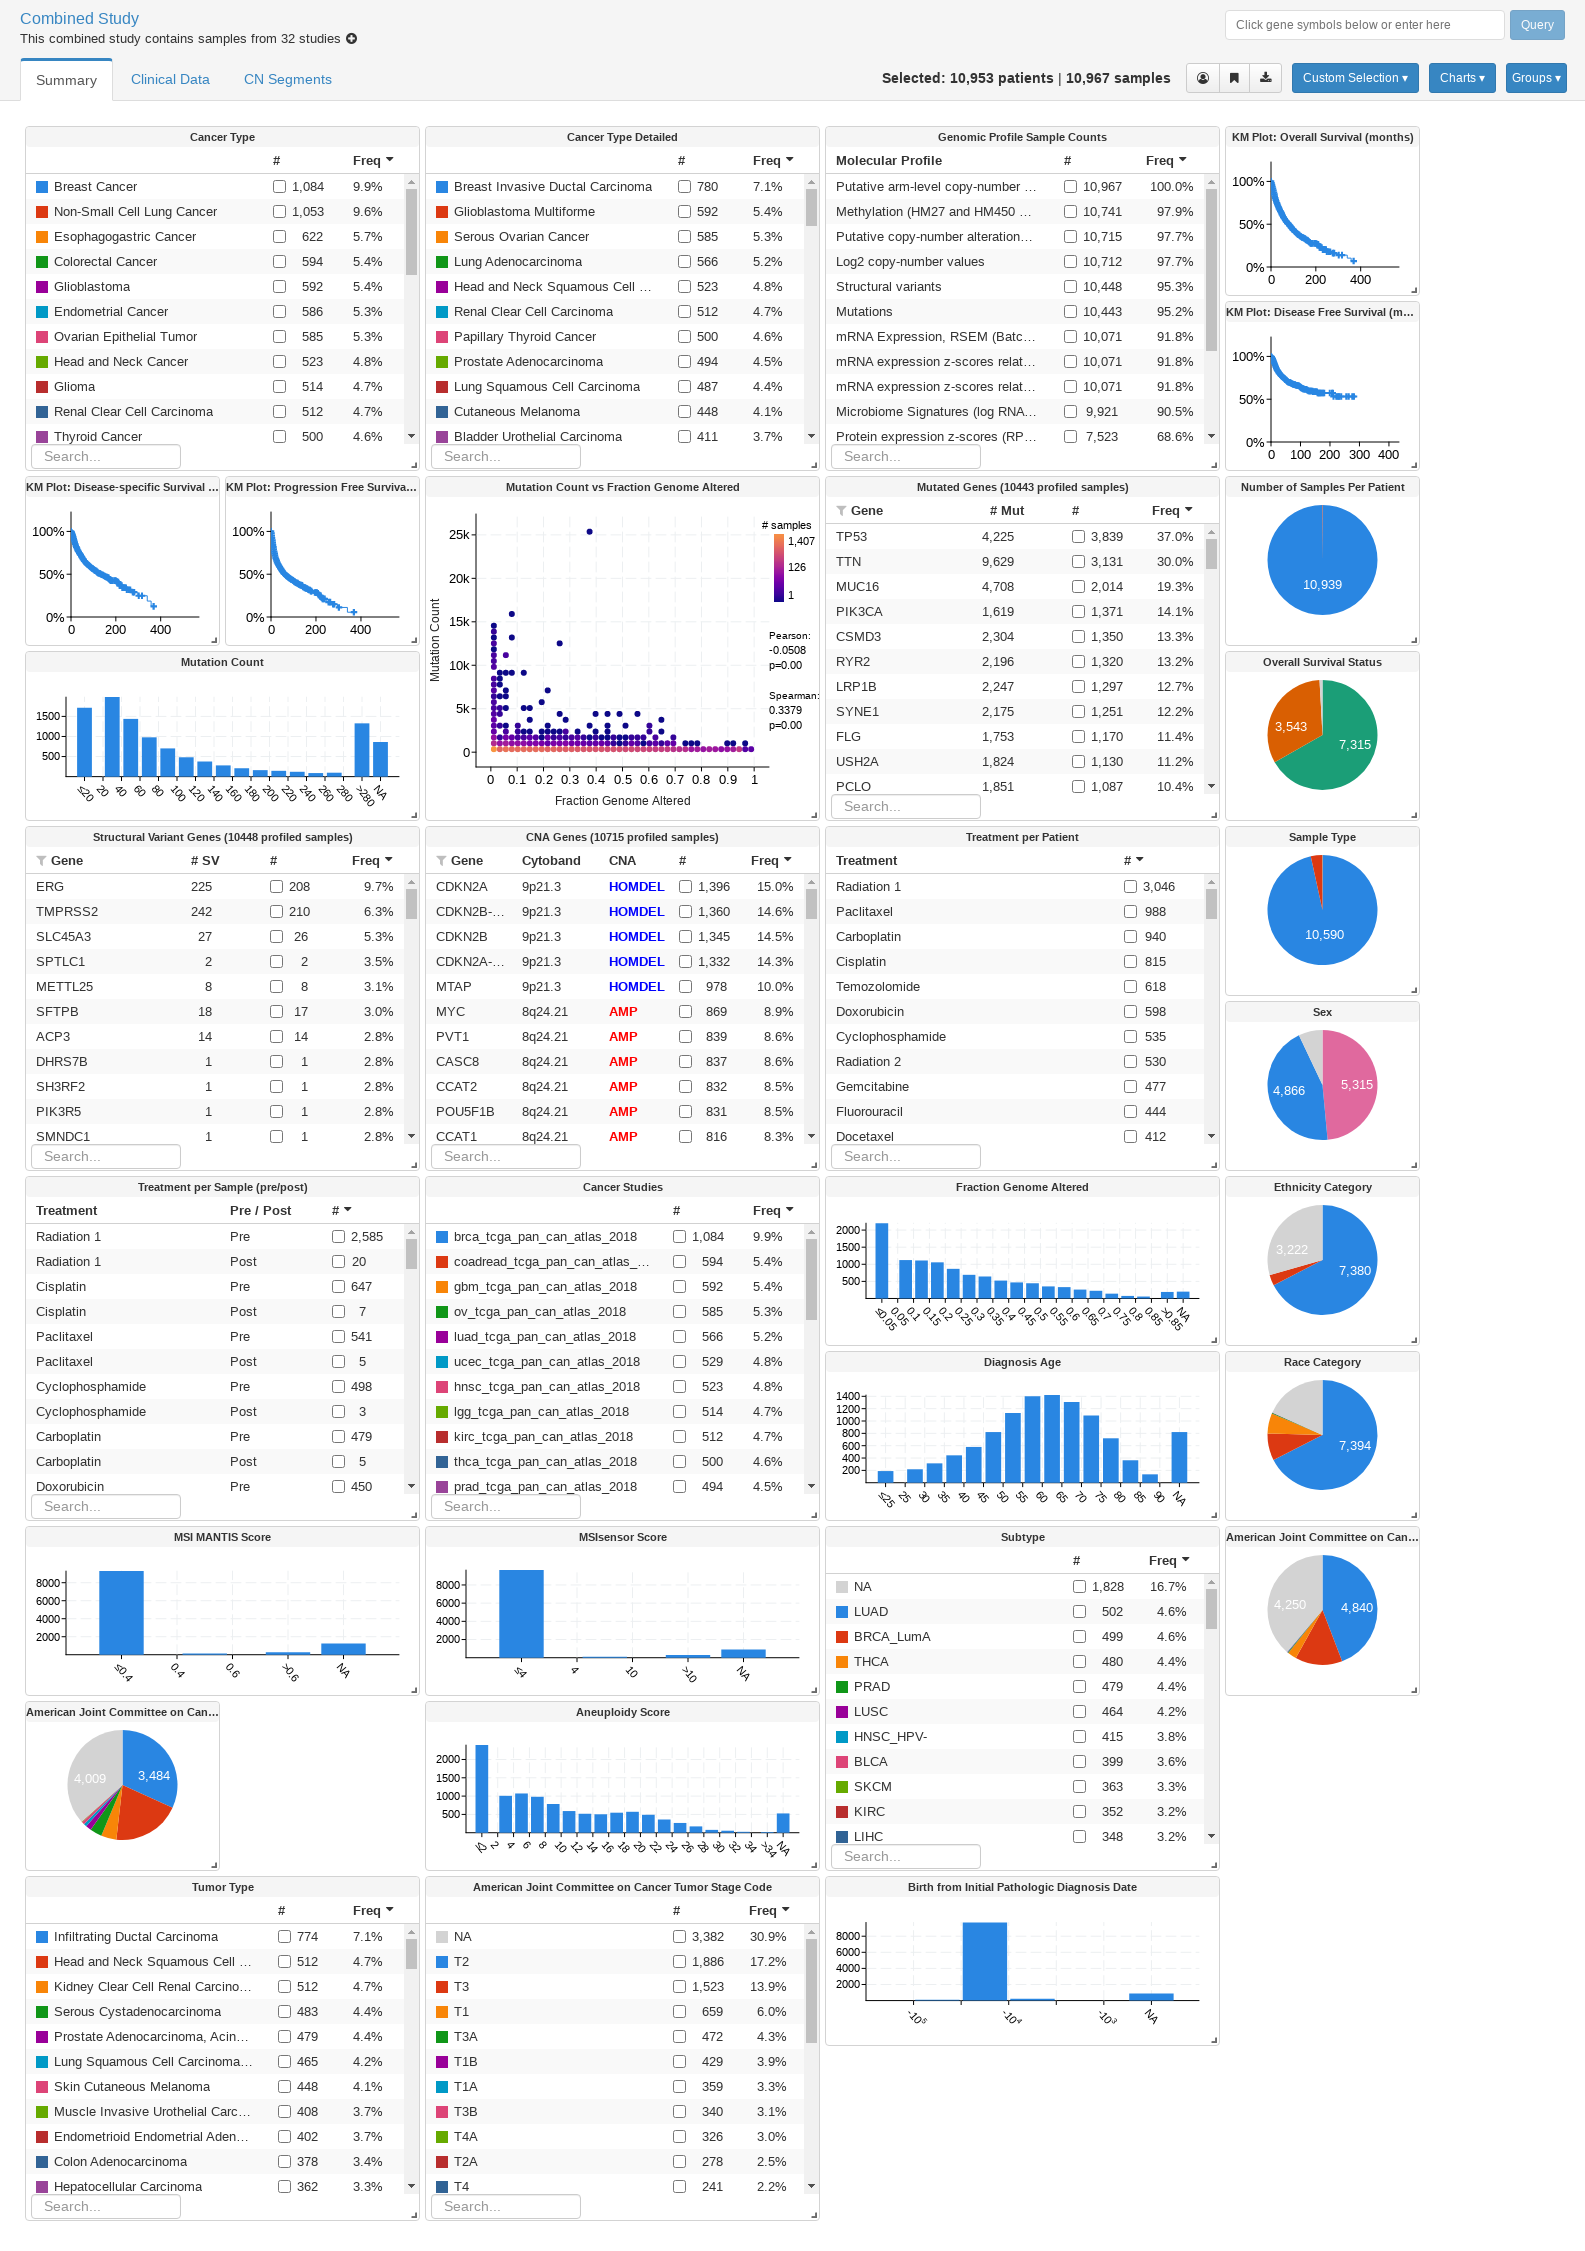 Combined Study
This combined study contains samples from 32 studies
Click gene symbols below or enter here
Query
Summary
Clinical Data
CN Segments
Selected: 10,953 patients | 10,967 samples
Custom Selection ▾
Charts ▾
Groups ▾
Cancer Type
# Freq
Breast Cancer 1,084 9.9%
Non-Small Cell Lung Cancer 1,053 9.6%
Esophagogastric Cancer 622 5.7%
Colorectal Cancer 594 5.4%
Glioblastoma 592 5.4%
Endometrial Cancer 586 5.3%
Ovarian Epithelial Tumor 585 5.3%
Head and Neck Cancer 523 4.8%
Glioma 514 4.7%
Renal Clear Cell Carcinoma 512 4.7%
Thyroid Cancer 500 4.6%
Search...
Cancer Type Detailed
# Freq
Breast Invasive Ductal Carcinoma 780 7.1%
Glioblastoma Multiforme 592 5.4%
Serous Ovarian Cancer 585 5.3%
Lung Adenocarcinoma 566 5.2%
Head and Neck Squamous Cell ... 523 4.8%
Renal Clear Cell Carcinoma 512 4.7%
Papillary Thyroid Cancer 500 4.6%
Prostate Adenocarcinoma 494 4.5%
Lung Squamous Cell Carcinoma 487 4.4%
Cutaneous Melanoma 448 4.1%
Bladder Urothelial Carcinoma 411 3.7%
Search...
Genomic Profile Sample Counts
Molecular Profile # Freq
Putative arm-level copy-number ... 10,967 100.0%
Methylation (HM27 and HM450 ... 10,741 97.9%
Putative copy-number alteration... 10,715 97.7%
Log2 copy-number values 10,712 97.7%
Structural variants 10,448 95.3%
Mutations 10,443 95.2%
mRNA Expression, RSEM (Batc... 10,071 91.8%
mRNA expression z-scores relat... 10,071 91.8%
mRNA expression z-scores relat... 10,071 91.8%
Microbiome Signatures (log RNA... 9,921 90.5%
Protein expression z-scores (RP... 7,523 68.6%
Search...
KM Plot: Overall Survival (months)
100%
50%
0%
0 200 400
KM Plot: Disease Free Survival (m...
100%
50%
0%
0 100 200 300 400
KM Plot: Disease-specific Survival ...
100%
50%
0%
0 200 400
KM Plot: Progression Free Surviva...
100%
50%
0%
0 200 400
Mutation Count
1500
1000
500
≤20 20 40 60 80 100 120 140 160 180 200 220 240 260 280 >280 NA
Mutation Count vs Fraction Genome Altered
25k
20k
15k
10k
5k
0
Mutation Count
0 0.1 0.2 0.3 0.4 0.5 0.6 0.7 0.8 0.9 1
Fraction Genome Altered
# samples
1,407
126
1
Pearson:
-0.0508
p=0.00
Spearman:
0.3379
p=0.00
Mutated Genes (10443 profiled samples)
Gene # Mut # Freq
TP53 4,225 3,839 37.0%
TTN 9,629 3,131 30.0%
MUC16 4,708 2,014 19.3%
PIK3CA 1,619 1,371 14.1%
CSMD3 2,304 1,350 13.3%
RYR2 2,196 1,320 13.2%
LRP1B 2,247 1,297 12.7%
SYNE1 2,175 1,251 12.2%
FLG 1,753 1,170 11.4%
USH2A 1,824 1,130 11.2%
PCLO 1,851 1,087 10.4%
Search...
Number of Samples Per Patient
10,939
Overall Survival Status
3,543
7,315
Structural Variant Genes (10448 profiled samples)
Gene # SV # Freq
ERG 225 208 9.7%
TMPRSS2 242 210 6.3%
SLC45A3 27 26 5.3%
SPTLC1 2 2 3.5%
METTL25 8 8 3.1%
SFTPB 18 17 3.0%
ACP3 14 14 2.8%
DHRS7B 1 1 2.8%
SH3RF2 1 1 2.8%
PIK3R5 1 1 2.8%
SMNDC1 1 1 2.8%
Search...
CNA Genes (10715 profiled samples)
Gene Cytoband CNA # Freq
CDKN2A 9p21.3 HOMDEL 1,396 15.0%
CDKN2B-... 9p21.3 HOMDEL 1,360 14.6%
CDKN2B 9p21.3 HOMDEL 1,345 14.5%
CDKN2A-... 9p21.3 HOMDEL 1,332 14.3%
MTAP 9p21.3 HOMDEL 978 10.0%
MYC 8q24.21 AMP 869 8.9%
PVT1 8q24.21 AMP 839 8.6%
CASC8 8q24.21 AMP 837 8.6%
CCAT2 8q24.21 AMP 832 8.5%
POU5F1B 8q24.21 AMP 831 8.5%
CCAT1 8q24.21 AMP 816 8.3%
Search...
Treatment per Patient
Treatment #
Radiation 1 3,046
Paclitaxel 988
Carboplatin 940
Cisplatin 815
Temozolomide 618
Doxorubicin 598
Cyclophosphamide 535
Radiation 2 530
Gemcitabine 477
Fluorouracil 444
Docetaxel 412
Search...
Sample Type
10,590
Sex
4,866
5,315
Treatment per Sample (pre/post)
Treatment Pre / Post #
Radiation 1 Pre 2,585
Radiation 1 Post 20
Cisplatin Pre 647
Cisplatin Post 7
Paclitaxel Pre 541
Paclitaxel Post 5
Cyclophosphamide Pre 498
Cyclophosphamide Post 3
Carboplatin Pre 479
Carboplatin Post 5
Doxorubicin Pre 450
Search...
Cancer Studies
# Freq
brca_tcga_pan_can_atlas_2018 1,084 9.9%
coadread_tcga_pan_can_atlas_... 594 5.4%
gbm_tcga_pan_can_atlas_2018 592 5.4%
ov_tcga_pan_can_atlas_2018 585 5.3%
luad_tcga_pan_can_atlas_2018 566 5.2%
ucec_tcga_pan_can_atlas_2018 529 4.8%
hnsc_tcga_pan_can_atlas_2018 523 4.8%
lgg_tcga_pan_can_atlas_2018 514 4.7%
kirc_tcga_pan_can_atlas_2018 512 4.7%
thca_tcga_pan_can_atlas_2018 500 4.6%
prad_tcga_pan_can_atlas_2018 494 4.5%
Search...
Fraction Genome Altered
2000
1500
1000
500
≤0.05 0.05 0.1 0.15 0.2 0.25 0.3 0.35 0.4 0.45 0.5 0.55 0.6 0.65 0.7 0.75 0.8 0.85 >0.85 NA
Ethnicity Category
3,222
7,380
Diagnosis Age
1400
1200
1000
800
600
400
200
≤25 25 30 35 40 45 50 55 60 65 70 75 80 85 90 NA
Race Category
7,394
MSI MANTIS Score
8000
6000
4000
2000
≤0.4 0.4 0.6 >0.6 NA
MSIsensor Score
8000
6000
4000
2000
≤4 4 10 >10 NA
Subtype
# Freq
NA 1,828 16.7%
LUAD 502 4.6%
BRCA_LumA 499 4.6%
THCA 480 4.4%
PRAD 479 4.4%
LUSC 464 4.2%
HNSC_HPV- 415 3.8%
BLCA 399 3.6%
SKCM 363 3.3%
KIRC 352 3.2%
LIHC 348 3.2%
Search...
American Joint Committee on Can...
4,250
4,840
American Joint Committee on Can...
4,009
3,484
Aneuploidy Score
2000
1500
1000
500
≤2 2 4 6 8 10 12 14 16 18 20 22 24 26 28 30 32 34 >34 NA
Tumor Type
# Freq
Infiltrating Ductal Carcinoma 774 7.1%
Head and Neck Squamous Cell ... 512 4.7%
Kidney Clear Cell Renal Carcino... 512 4.7%
Serous Cystadenocarcinoma 483 4.4%
Prostate Adenocarcinoma, Acin... 479 4.4%
Lung Squamous Cell Carcinoma... 465 4.2%
Skin Cutaneous Melanoma 448 4.1%
Muscle Invasive Urothelial Carc... 408 3.7%
Endometrioid Endometrial Aden... 402 3.7%
Colon Adenocarcinoma 378 3.4%
Hepatocellular Carcinoma 362 3.3%
Search...
American Joint Committee on Cancer Tumor Stage Code
# Freq
NA 3,382 30.9%
T2 1,886 17.2%
T3 1,523 13.9%
T1 659 6.0%
T3A 472 4.3%
T1B 429 3.9%
T1A 359 3.3%
T3B 340 3.1%
T4A 326 3.0%
T2A 278 2.5%
T4 241 2.2%
Search...
Birth from Initial Pathologic Diagnosis Date
8000
6000
4000
2000
-10⁵ -10⁴ -10³ NA